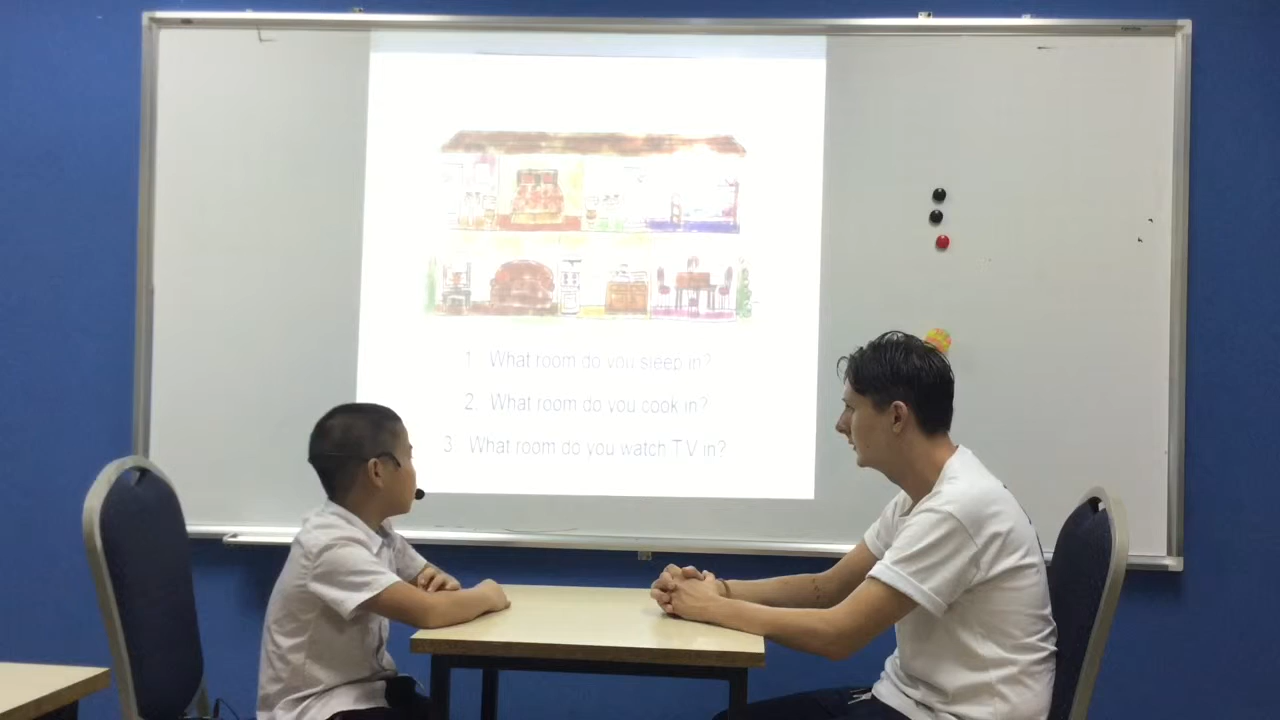 1. What room do you sleep in?
2. What room do you cook in?
3 What room do you watch TV in?